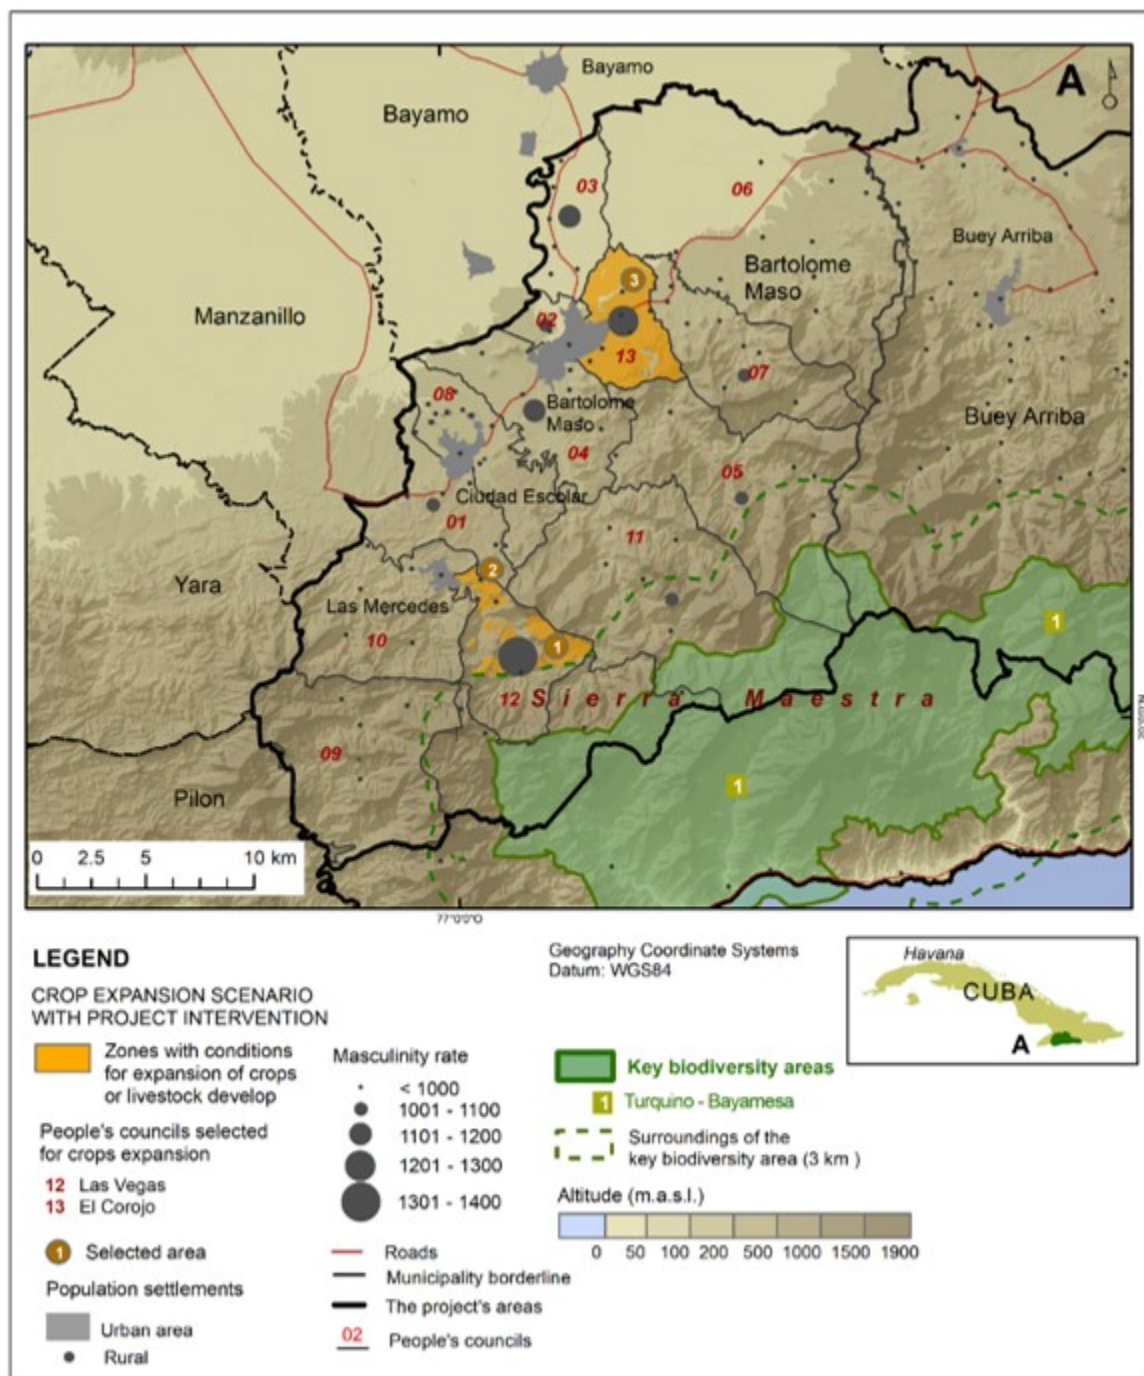 Bayamo
A
Bayamo
03
06
Buey Arriba
Bartolome
Maso
3
Manzanillo
02
13
07
08
Bartolome
Maso
Buey Arriba
04
05
Ciudad Escolar
01
11
2
Yara
Las Mercedes
1
10
1
12 Sierra Maestra
09
1
Pilon
0 2.5 5 10 km
77°0'0"O
LEGEND
CROP EXPANSION SCENARIO
WITH PROJECT INTERVENTION
Zones with conditions
for expansion of crops
or livestock develop
People's councils selected
for crops expansion
12 Las Vegas
13 El Corojo
1 Selected area
Population settlements
Urban area
Rural
Masculinity rate
< 1000
1001 - 1100
1101 - 1200
1201 - 1300
1301 - 1400
Roads
Municipality borderline
The project's areas
02 People's councils
Geography Coordinate Systems
Datum: WGS84
Key biodiversity areas
1 Turquino - Bayamesa
Surroundings of the
key biodiversity area (3 km )
Altitude (m.a.s.l.)
0 50 100 200 500 1000 1500 1900
Havana
CUBA
A